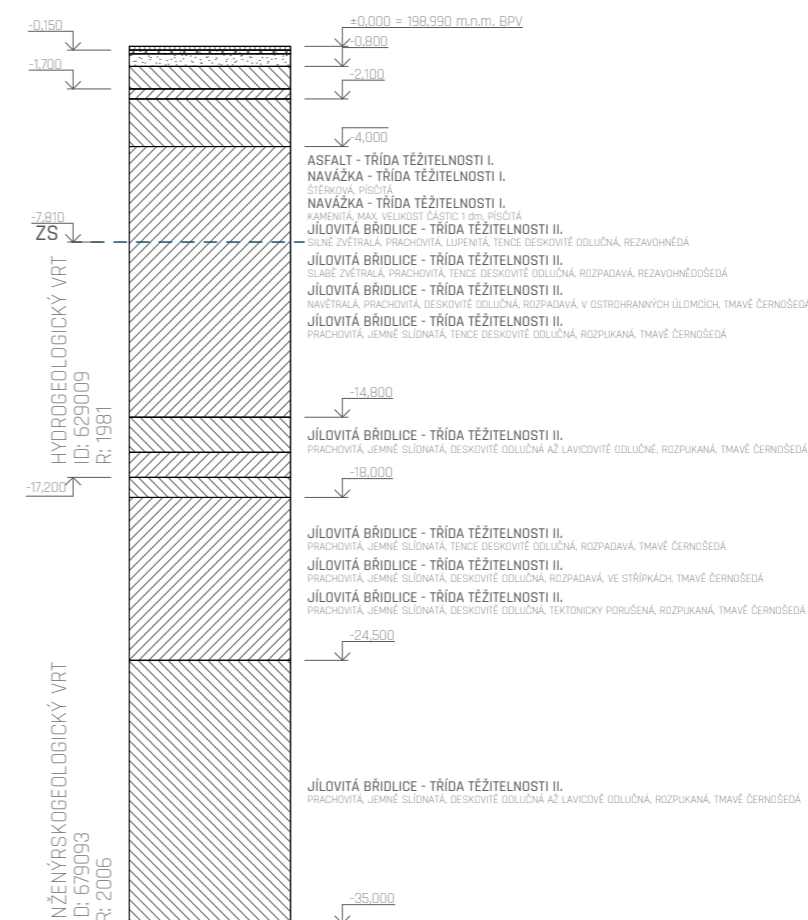 -0,150
±0,000 = 198,990 m.n.m. BPV
-0,800
-1,700
-2,100
-4,000
ASFALT - TŘÍDA TĚŽITELNOSTI I.
NAVÁŽKA - TŘÍDA TĚŽITELNOSTI I.
ŠTĚRKOVÁ, PÍSČITÁ
NAVÁŽKA - TŘÍDA TĚŽITELNOSTI I.
KAMENITÁ, MAX. VELIKOST ČÁSTIC 1 dm, PÍSČITÁ
JÍLOVITÁ BŘIDLICE - TŘÍDA TĚŽITELNOSTI II.
SILNĚ ZVĚTRALÁ, PRACHOVITÁ, LUPENITÁ, TENCE DESKOVITĚ ODLUČNÁ, REZAVOHNĚDÁ
JÍLOVITÁ BŘIDLICE - TŘÍDA TĚŽITELNOSTI II.
SLABĚ ZVĚTRALÁ, PRACHOVITÁ, TENCE DESKOVITĚ ODLUČNÁ, ROZPADAVÁ, REZAVOHNĚDOŠEDÁ
JÍLOVITÁ BŘIDLICE - TŘÍDA TĚŽITELNOSTI II.
NAVĚTRALÁ, PRACHOVITÁ, DESKOVITĚ ODLUČNÁ, ROZPADAVÁ, V OSTROHRANNÝCH ÚLOMCÍCH, TMAVĚ ČERNOŠEDÁ
JÍLOVITÁ BŘIDLICE - TŘÍDA TĚŽITELNOSTI II.
PRACHOVITÁ, JEMNĚ SLÍDNATÁ, TENCE DESKOVITĚ ODLUČNÁ, ROZPUKANÁ, TMAVĚ ČERNOŠEDÁ
-7,810
ZS
HYDROGEOLOGICKÝ VRT
ID: 629009
R: 1981
-14,800
JÍLOVITÁ BŘIDLICE - TŘÍDA TĚŽITELNOSTI II.
PRACHOVITÁ, JEMNĚ SLÍDNATÁ, DESKOVITĚ ODLUČNÁ AŽ LAVICOVITĚ ODLUČNÉ, ROZPUKANÁ, TMAVĚ ČERNOŠEDÁ
-17,200
-18,000
JÍLOVITÁ BŘIDLICE - TŘÍDA TĚŽITELNOSTI II.
PRACHOVITÁ, JEMNĚ SLÍDNATÁ, TENCE DESKOVITĚ ODLUČNÁ, ROZPADAVÁ, TMAVĚ ČERNOŠEDÁ
JÍLOVITÁ BŘIDLICE - TŘÍDA TĚŽITELNOSTI II.
PRACHOVITÁ, JEMNĚ SLÍDNATÁ, DESKOVITĚ ODLUČNÁ, ROZPADAVÁ, VE STŘÍPKÁCH, TMAVĚ ČERNOŠEDÁ
JÍLOVITÁ BŘIDLICE - TŘÍDA TĚŽITELNOSTI II.
PRACHOVITÁ, JEMNĚ SLÍDNATÁ, DESKOVITĚ ODLUČNÁ, TEKTONICKY PORUŠENÁ, ROZPUKANÁ, TMAVĚ ČERNOŠEDÁ
-24,500
NŽENÝRSKOGEOLOGICKÝ VRT
D: 679093
R: 2006
JÍLOVITÁ BŘIDLICE - TŘÍDA TĚŽITELNOSTI II.
PRACHOVITÁ, JEMNĚ SLÍDNATÁ, DESKOVITĚ ODLUČNÁ AŽ LAVICOVĚ ODLUČNÁ, ROZPUKANÁ, TMAVĚ ČERNOŠEDÁ
-35,000